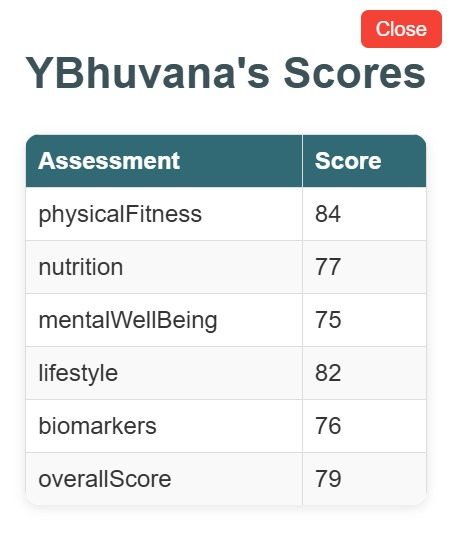 Close
YBhuvana's Scores
Assessment Score
physicalFitness 84
nutrition 77
mentalWellBeing 75
lifestyle 82
biomarkers 76
overallScore 79